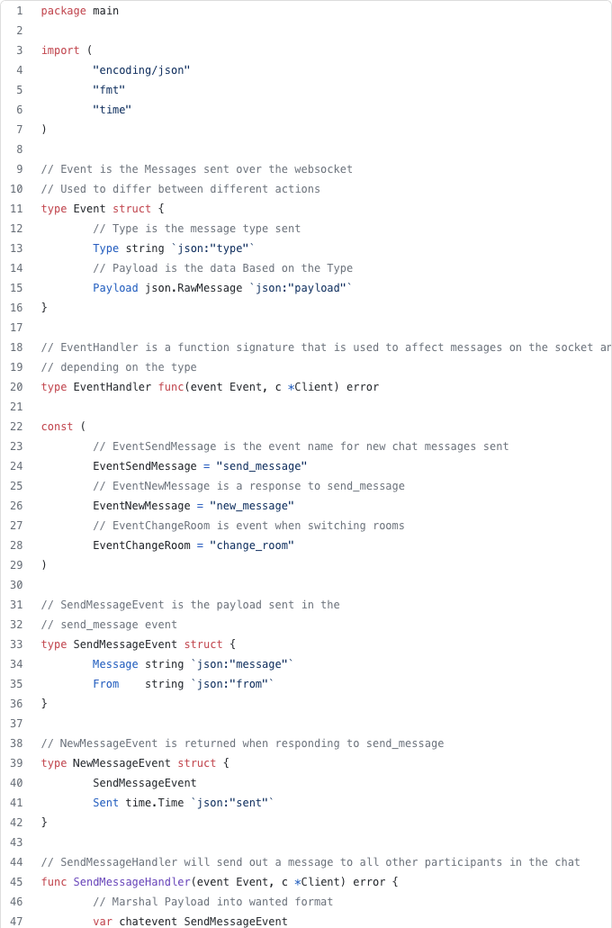 1 package main
2
3 import (
4 "encoding/json"
5 "fmt"
6 "time"
7 )
8
9 // Event is the Messages sent over the websocket
10 // Used to differ between different actions
11 type Event struct {
12 // Type is the message type sent
13 Type string `json:"type"`
14 // Payload is the data Based on the Type
15 Payload json.RawMessage `json:"payload"`
16 }
17
18 // EventHandler is a function signature that is used to affect messages on the socket
19 // depending on the type
20 type EventHandler func(event Event, c *Client) error
21
22 const (
23 // EventSendMessage is the event name for new chat messages sent
24 EventSendMessage = "send_message"
25 // EventNewMessage is a response to send_message
26 EventNewMessage = "new_message"
27 // EventChangeRoom is event when switching rooms
28 EventChangeRoom = "change_room"
29 )
30
31 // SendMessageEvent is the payload sent in the
32 // send_message event
33 type SendMessageEvent struct {
34 Message string `json:"message"`
35 From    string `json:"from"`
36 }
37
38 // NewMessageEvent is returned when responding to send_message
39 type NewMessageEvent struct {
40 SendMessageEvent
41 Sent time.Time `json:"sent"`
42 }
43
44 // SendMessageHandler will send out a message to all other participants in the chat
45 func SendMessageHandler(event Event, c *Client) error {
46 // Marshal Payload into wanted format
47 var chatevent SendMessageEvent